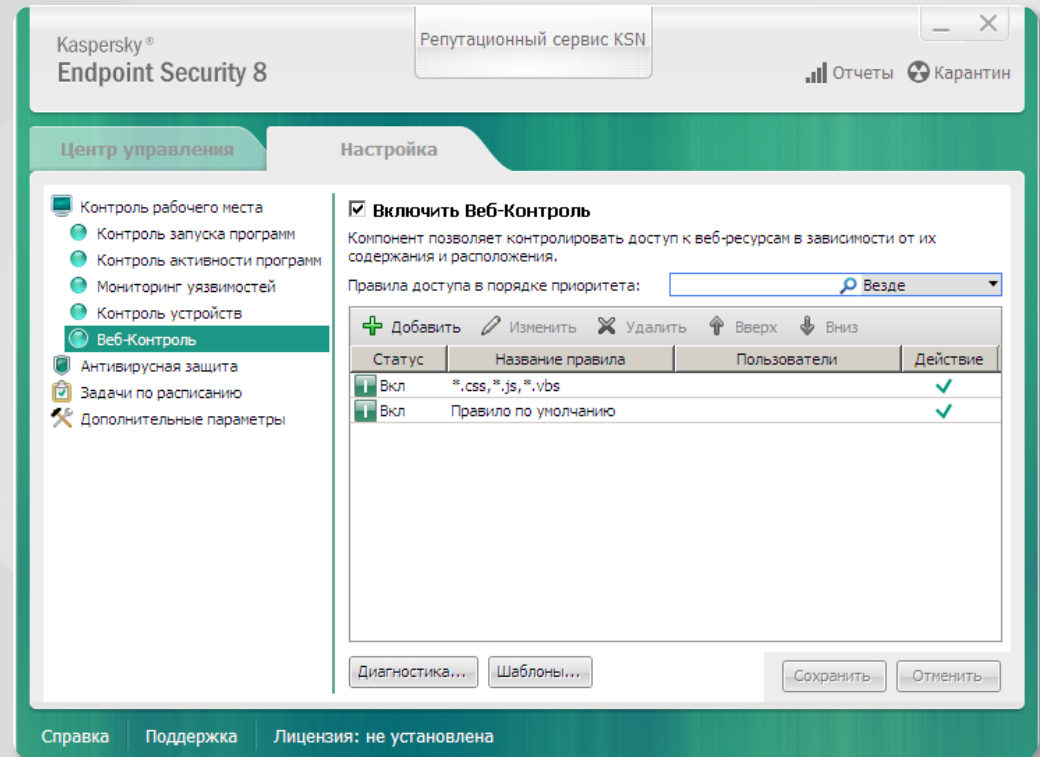 Kaspersky ®
Endpoint Security 8
Репутационный сервис KSN
Отчеты Карантин
Центр управления Настройка
Контроль рабочего места
Контроль запуска программ
Контроль активности программ
Мониторинг уязвимостей
Контроль устройств
Веб-Контроль
Антивирусная защита
Задачи по расписанию
Дополнительные параметры
Включить Веб-Контроль
Компонент позволяет контролировать доступ к веб-ресурсам в зависимости от их
содержания и расположения.
Правила доступа в порядке приоритета: Везде
Добавить Изменить Удалить Вверх Вниз
Статус Название правила Пользователи Действие
Вкл *.css,*.js,*.vbs
Вкл Правило по умолчанию
Диагностика... Шаблоны... Сохранить Отменить
Справка Поддержка Лицензия: не установлена